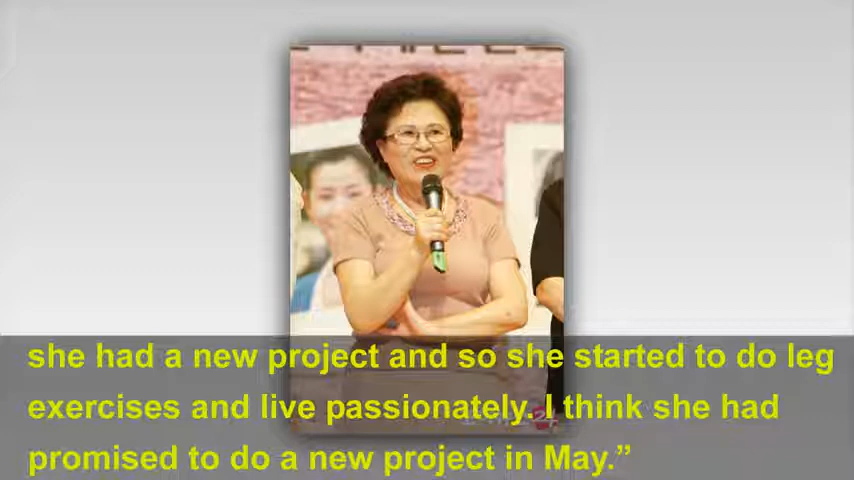 she had a new project and so she started to do leg
exercises and live passionately. I think she had
promised to do a new project in May.”